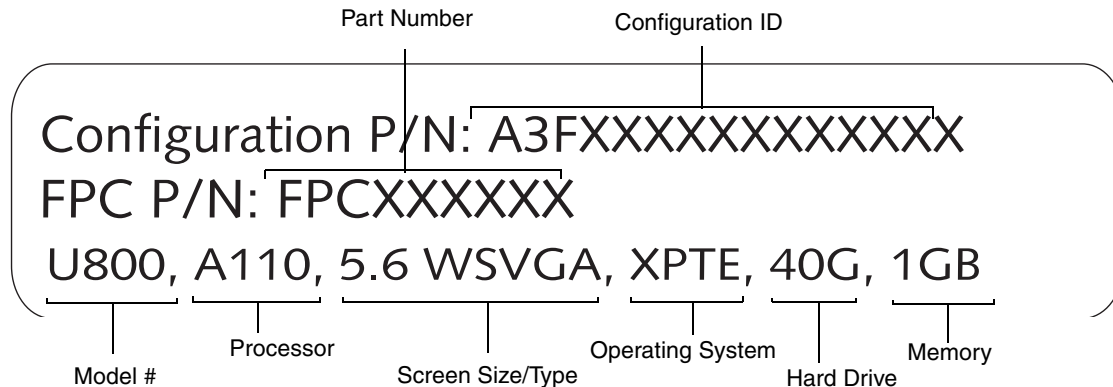 Part Number
Configuration ID
Configuration P/N: A3FXXXXXXXXXXXXX
FPC P/N: FPCXXXXXX
U800, A110, 5.6 WSVGA, XPTE, 40G, 1GB
Processor
Operating System
Memory
Model #
Screen Size/Type
Hard Drive